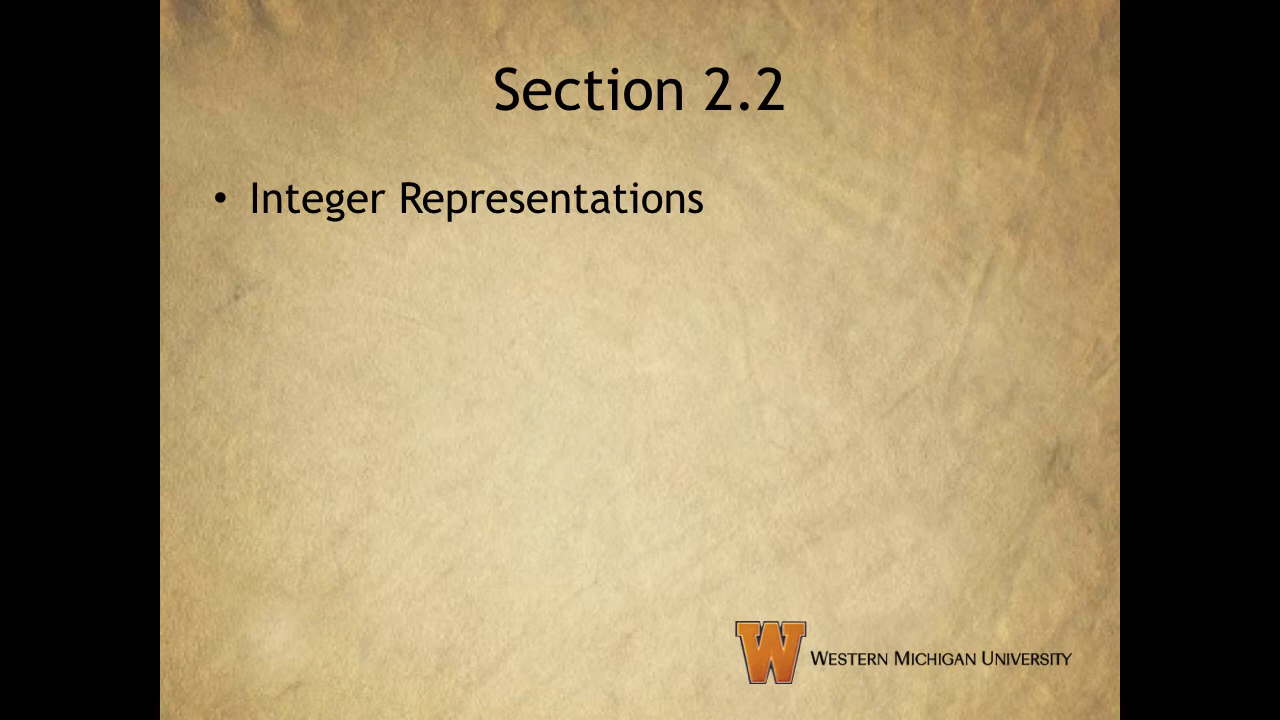 Section 2.2
• Integer Representations
W WESTERN MICHIGAN UNIVERSITY